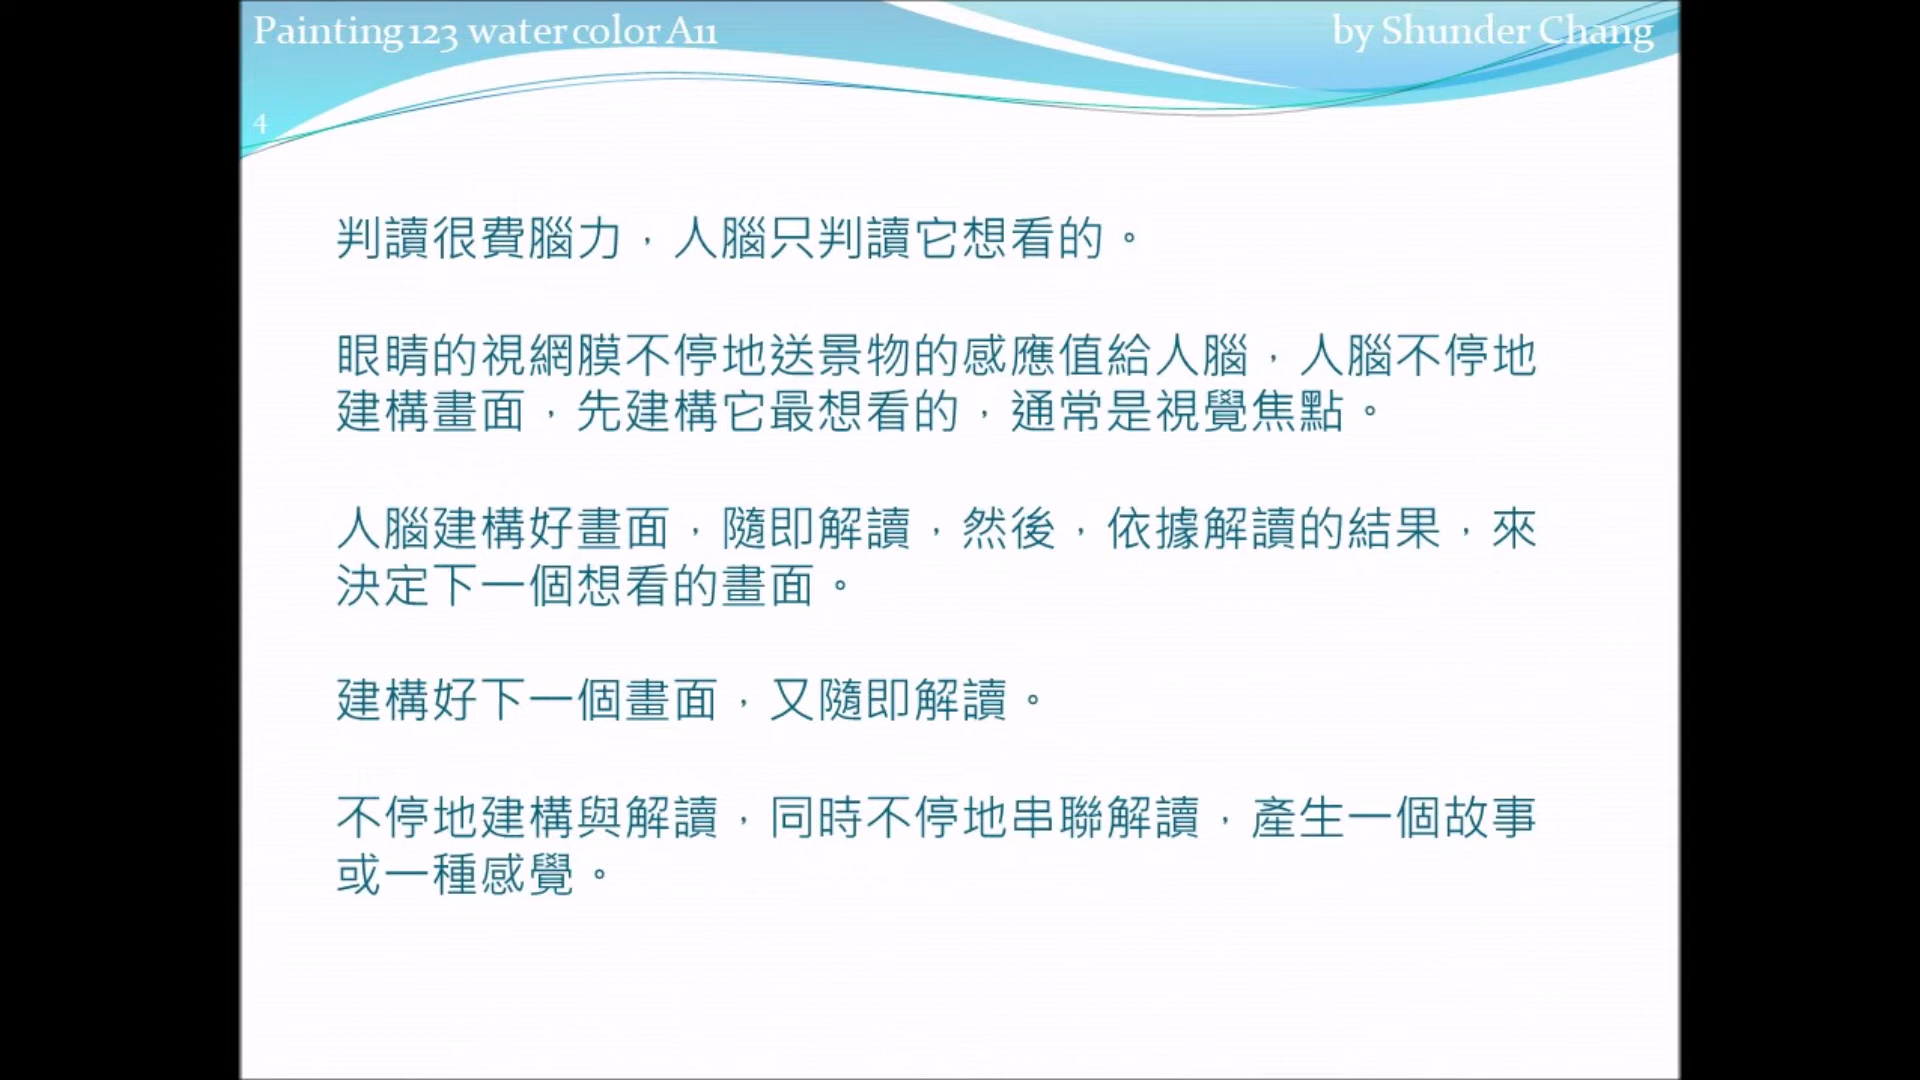 Painting 123 watercolor A11
by Shunder Chang
4
判讀很費腦力，人腦只判讀它想看的。
眼睛的視網膜不停地送景物的感應值給人腦，人腦不停地
建構畫面，先建構它最想看的，通常是視覺焦點。
人腦建構好畫面，隨即解讀，然後，依據解讀的結果，來
決定下一個想看的畫面。
建構好下一個畫面，又隨即解讀。
不停地建構與解讀，同時不停地串聯解讀，產生一個故事
或一種感覺。